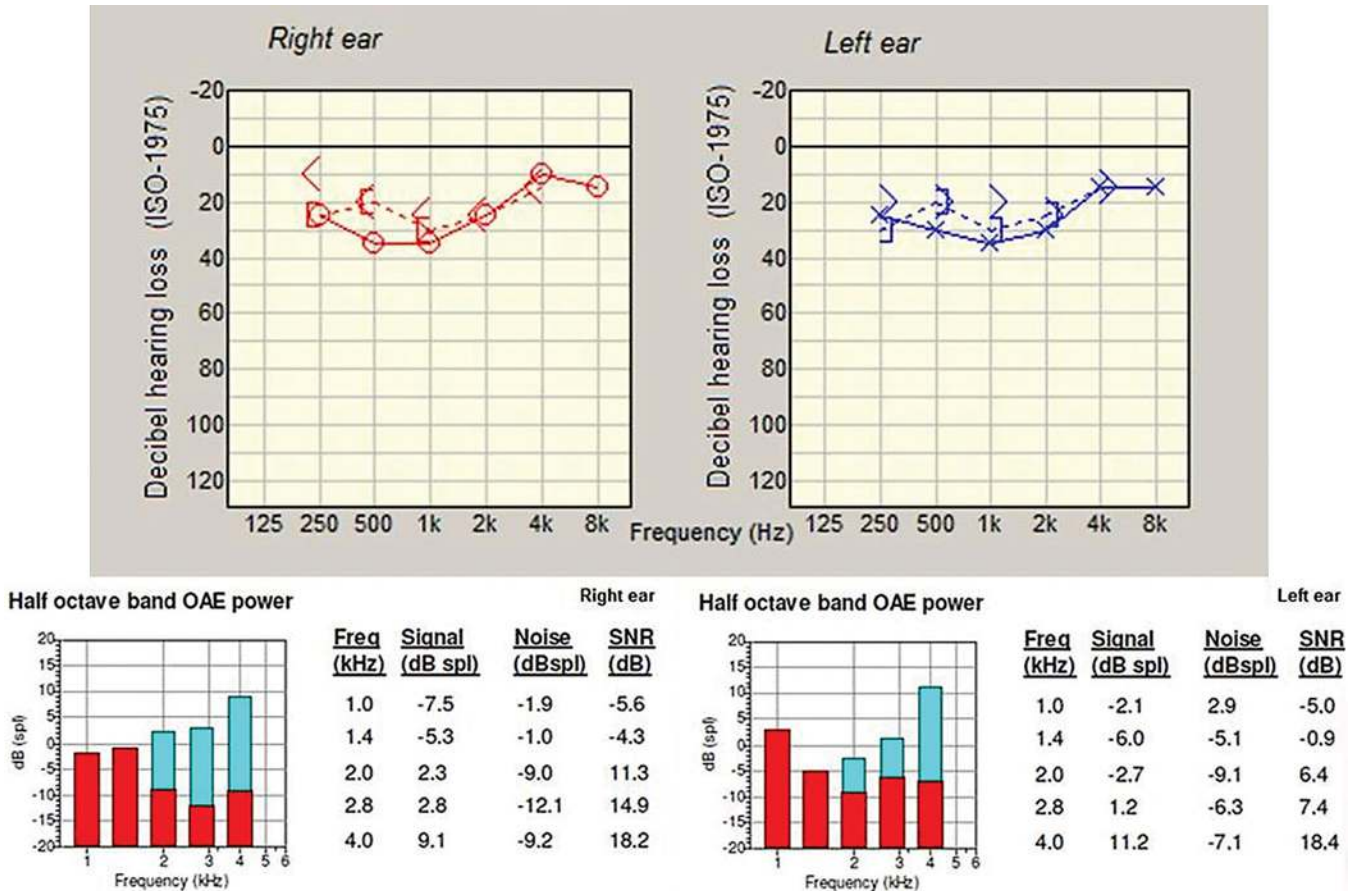 Right ear
Left ear
Decibel hearing loss (ISO-1975)
-20
0
20
40
60
80
100
120
125 250 500 1k 2k 4k 8k
Decibel hearing loss (ISO-1975)
-20
0
20
40
60
80
100
120
125 250 500 1k 2k 4k 8k
Frequency (Hz)
Half octave band OAE power
Right ear
dB (spl)
20
15
10
5
0
-5
-10
-15
-20
1 2 3 4 5 6
Frequency (kHz)
Freq Signal Noise SNR
(kHz) (dB spl) (dBspl) (dB)
1.0 -7.5 -1.9 -5.6
1.4 -5.3 -1.0 -4.3
2.0 2.3 -9.0 11.3
2.8 2.8 -12.1 14.9
4.0 9.1 -9.2 18.2
Half octave band OAE power
Left ear
dB (spl)
20
15
10
5
0
-5
-10
-15
-20
1 2 3 4 5 6
Frequency (kHz)
Freq Signal Noise SNR
(kHz) (dB spl) (dBspl) (dB)
1.0 -2.1 2.9 -5.0
1.4 -6.0 -5.1 -0.9
2.0 -2.7 -9.1 6.4
2.8 1.2 -6.3 7.4
4.0 11.2 -7.1 18.4